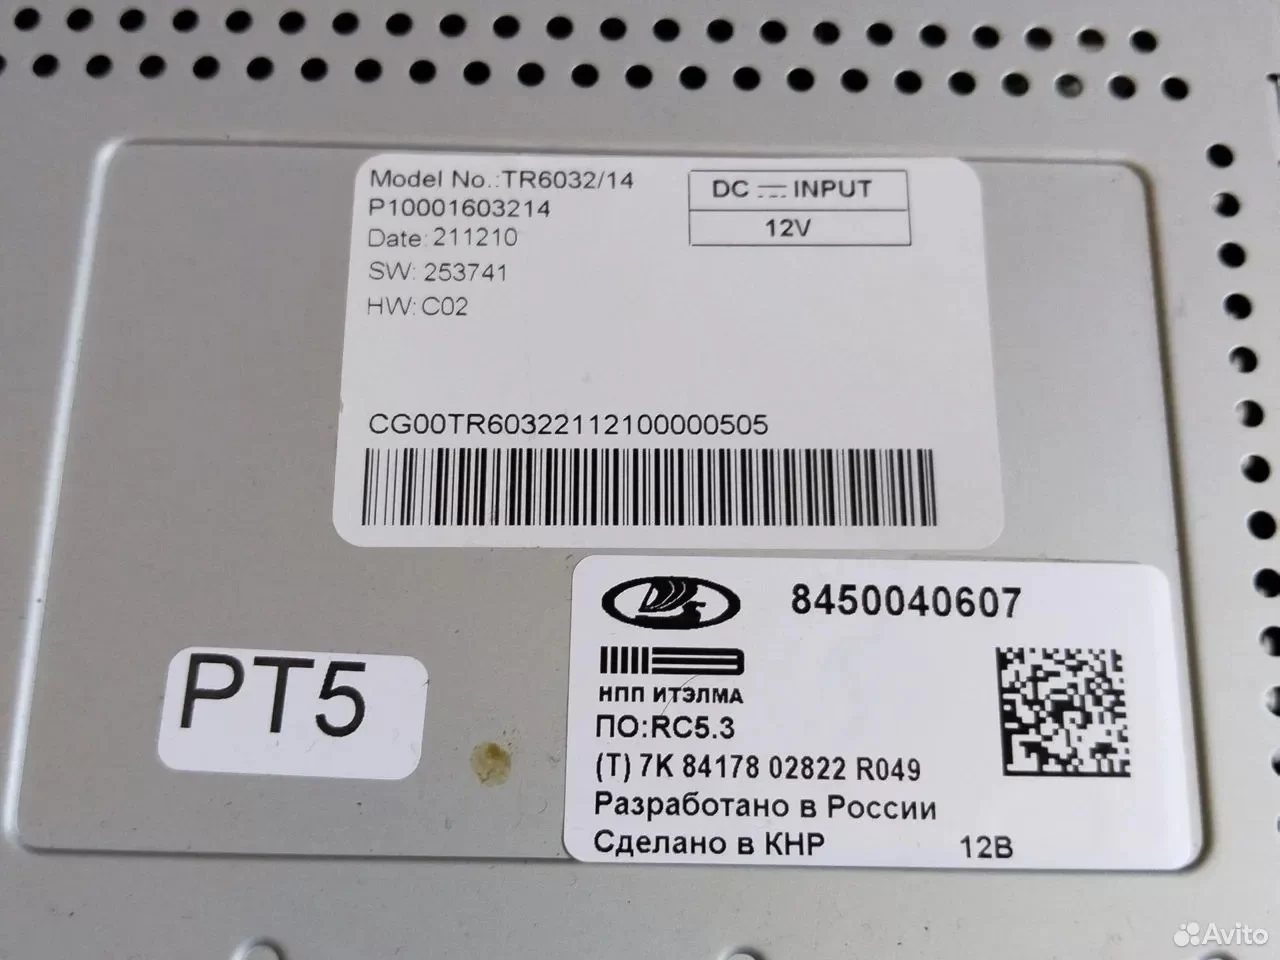 Model No.:TR6032/14
P10001603214
Date:211210
SW: 253741
HW: C02
DC INPUT
12V
CG00TR60322112100000505
PT5
8450040607
НПП ИТЭЛМА
ПО:RC5.3
(T) 7K 84178 02822 R049
Разработано в России
Сделано в КНР 12В
Avito